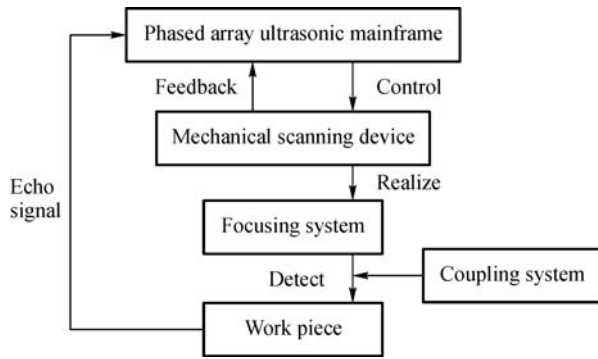 Phased array ultrasonic mainframe
Feedback
Control
Mechanical scanning device
Realize
Echo
signal
Focusing system
Detect
Coupling system
Work piece